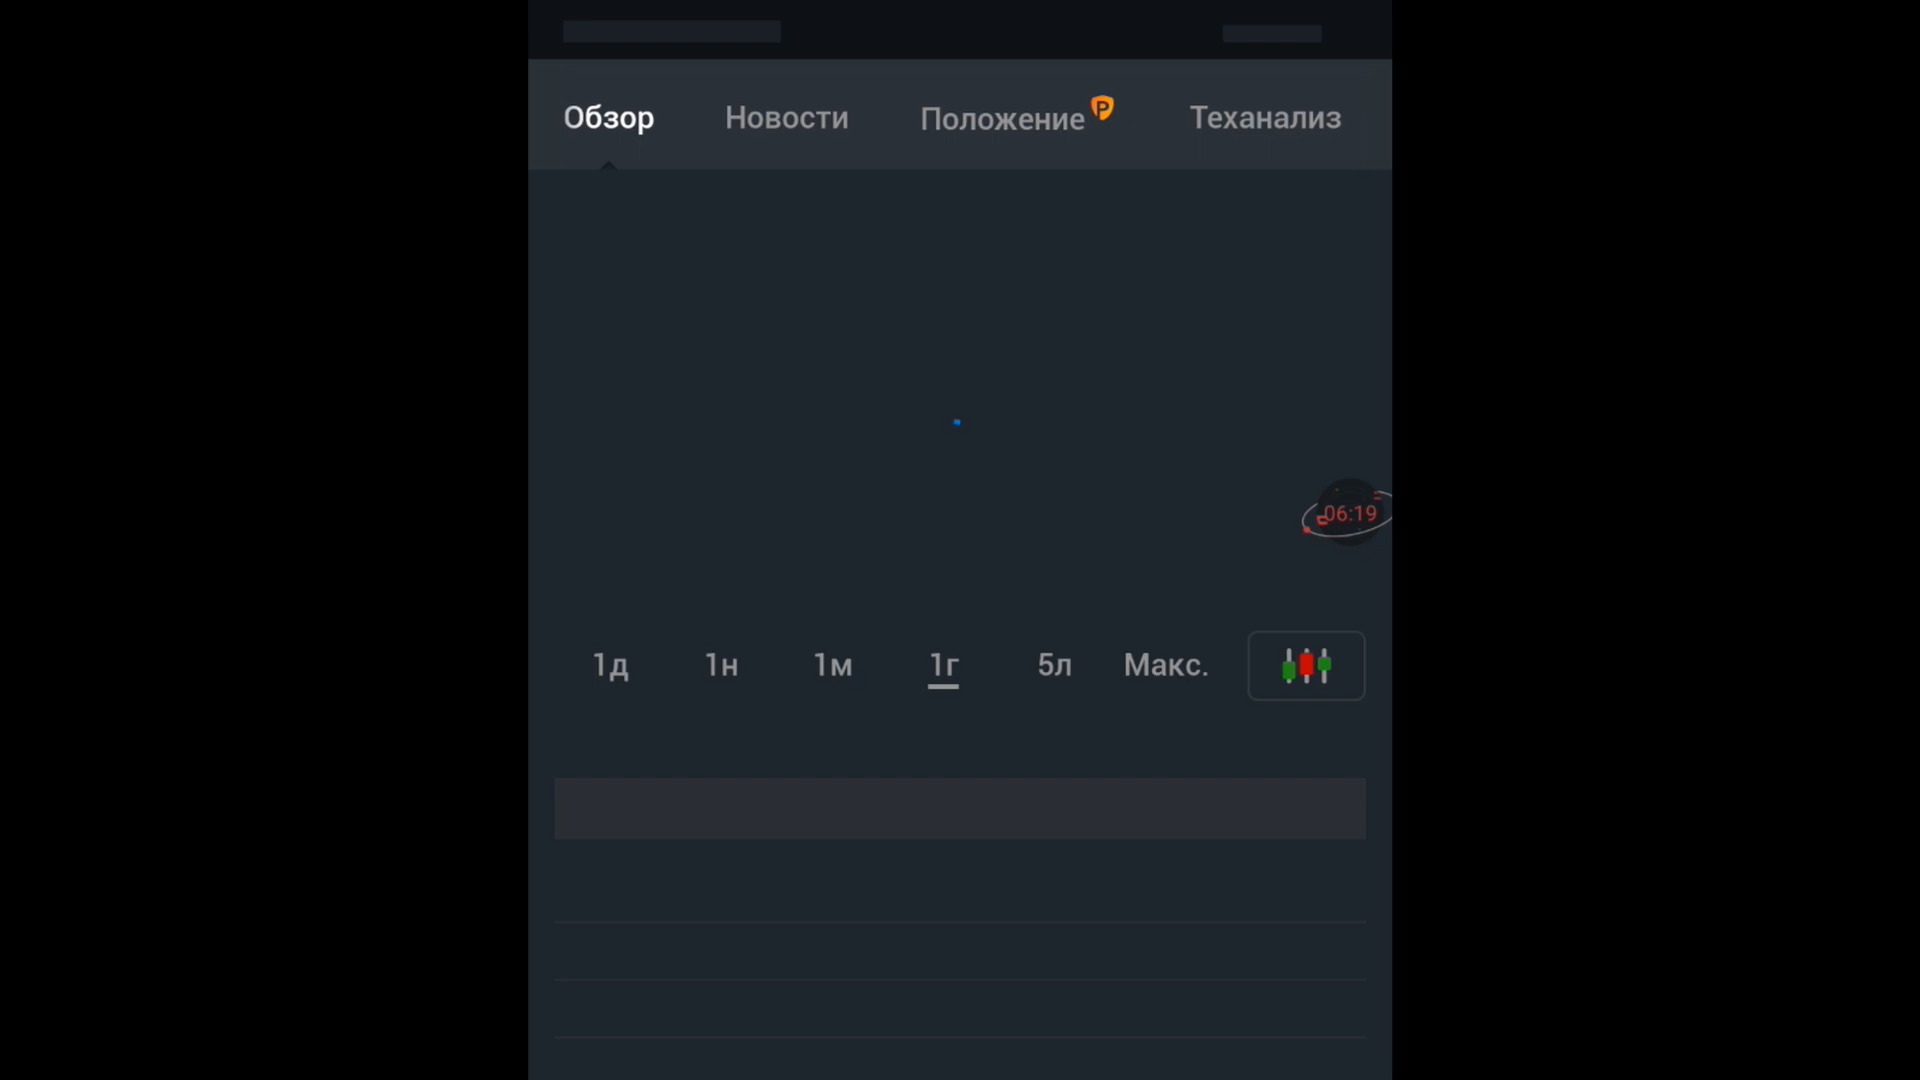 Обзор Новости Положение P Теханализ
06:19
1д 1н 1м 1г 5л Макс.